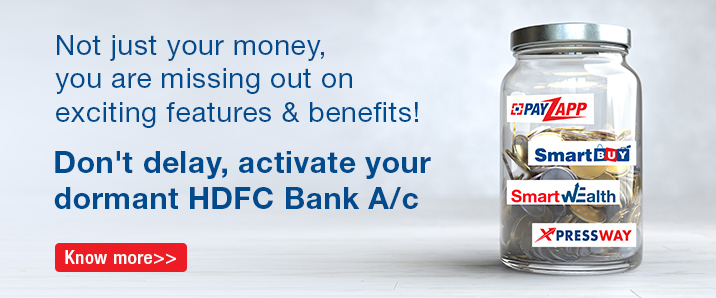 Not just your money,
you are missing out on
exciting features & benefits!
Don't delay, activate your
dormant HDFC Bank A/c
Know more>>
PAYZAPP
SmartBUY
SmartWEalth
XPRESSWAY